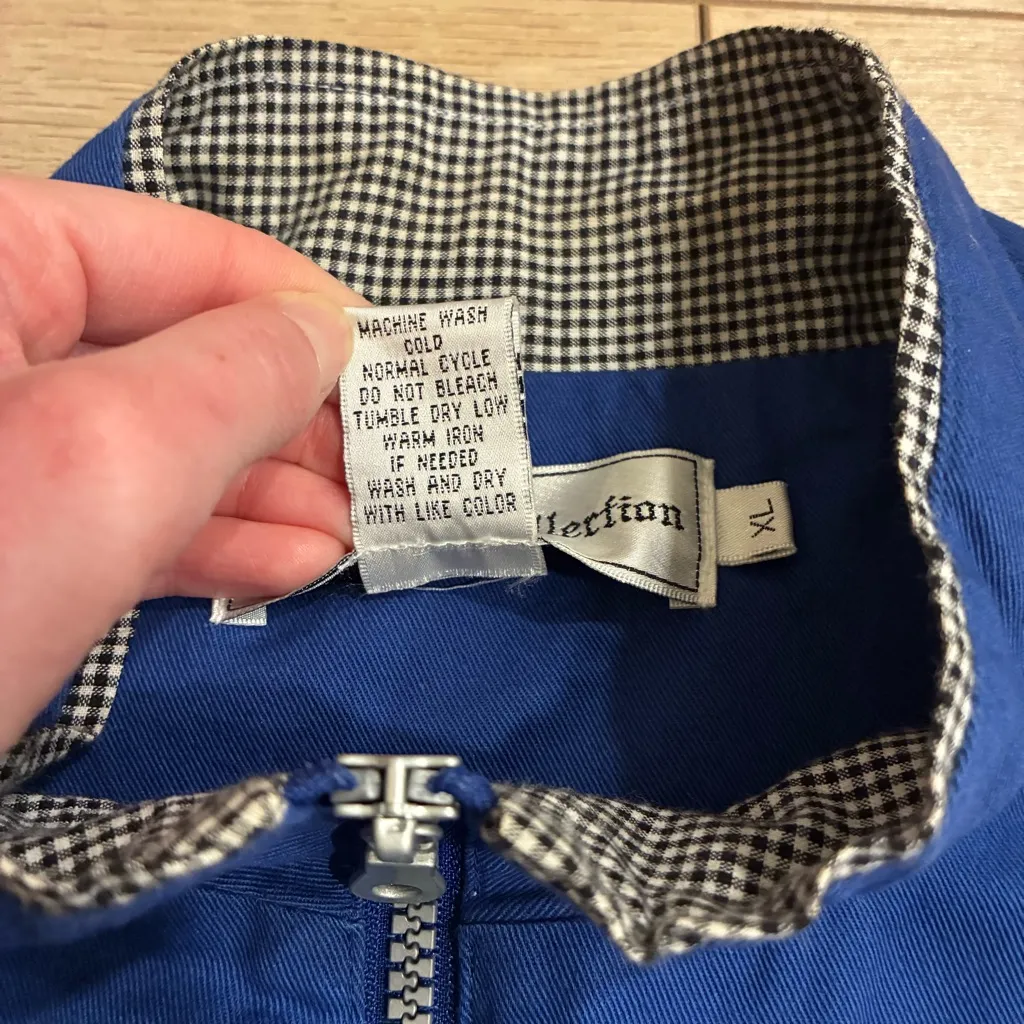 MACHINE WASH
COLD
NORMAL CYCLE
DO NOT BLEACH
TUMBLE DRY LOW
WARM IRON
IF NEEDED
WASH AND DRY
WITH LIKE COLOR
llection
XL